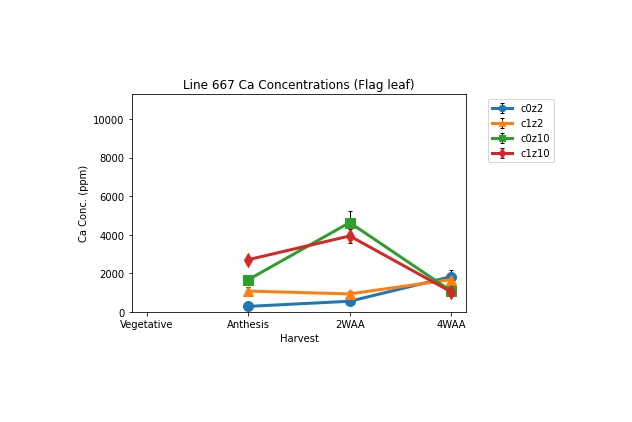 Line 667 Ca Concentrations (Flag leaf)
c0z2
c1z2
c0z10
c1z10
Ca Conc. (ppm)
10000
8000
6000
4000
2000
0
Vegetative Anthesis 2WAA 4WAA
Harvest